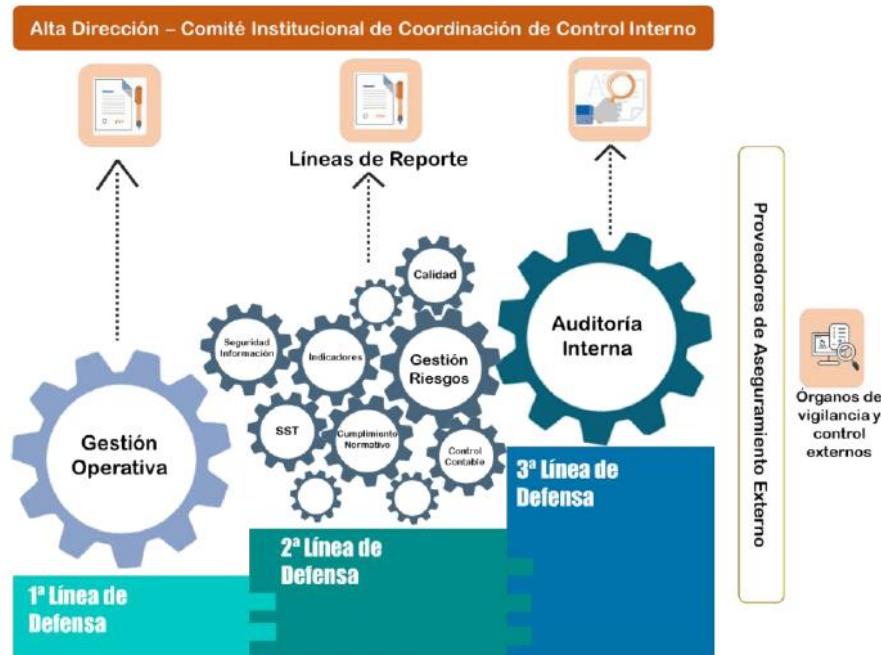 Alta Dirección – Comité Institucional de Coordinación de Control Interno
Líneas de Reporte
Calidad
Seguridad
Información
Indicadores
Gestión
Riesgos
Auditoría
Interna
SST
Cumplimiento
Normativo
Control
Contable
Gestión
Operativa
1ª Línea de
Defensa
2ª Línea de
Defensa
3ª Línea de
Defensa
Proveedores de Aseguramiento Externo
Órganos de
vigilancia y
control
externos